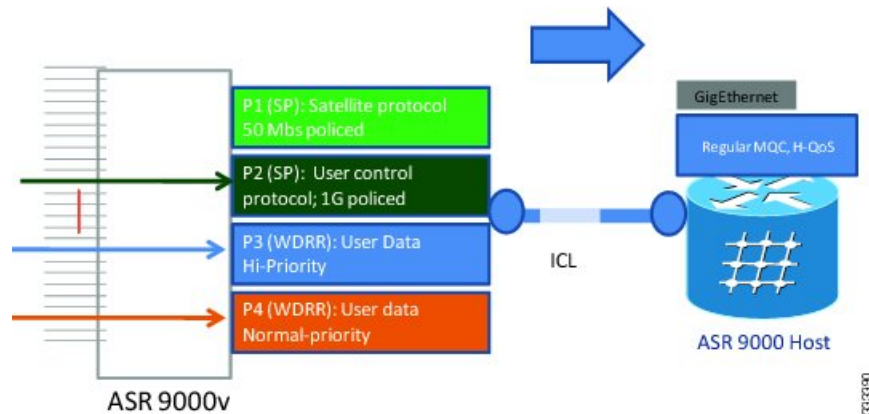 P1 (SP): Satellite protocol
50 Mbs policed
P2 (SP): User control
protocol; 1G policed
P3 (WDRR): User Data
Hi-Priority
P4 (WDRR): User data
Normal-priority
ASR 9000v
ICL
GigEthernet
Regular MQC, H-QoS
ASR 9000 Host
333390